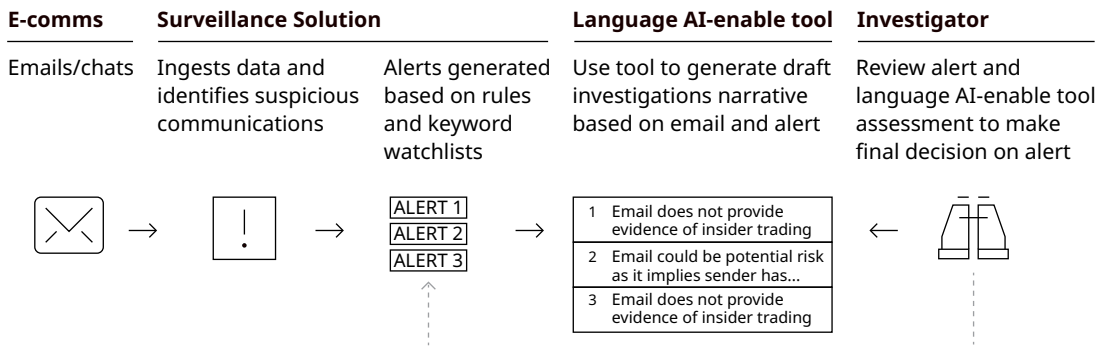 E-comms
Surveillance Solution
Language AI-enable tool
Investigator
Emails/chats
Ingests data and
identifies suspicious
communications
Alerts generated
based on rules
and keyword
watchlists
Use tool to generate draft
investigations narrative
based on email and alert
Review alert and
language AI-enable tool
assessment to make
final decision on alert
ALERT 1
ALERT 2
ALERT 3
1 Email does not provide
evidence of insider trading
2 Email could be potential risk
as it implies sender has...
3 Email does not provide
evidence of insider trading